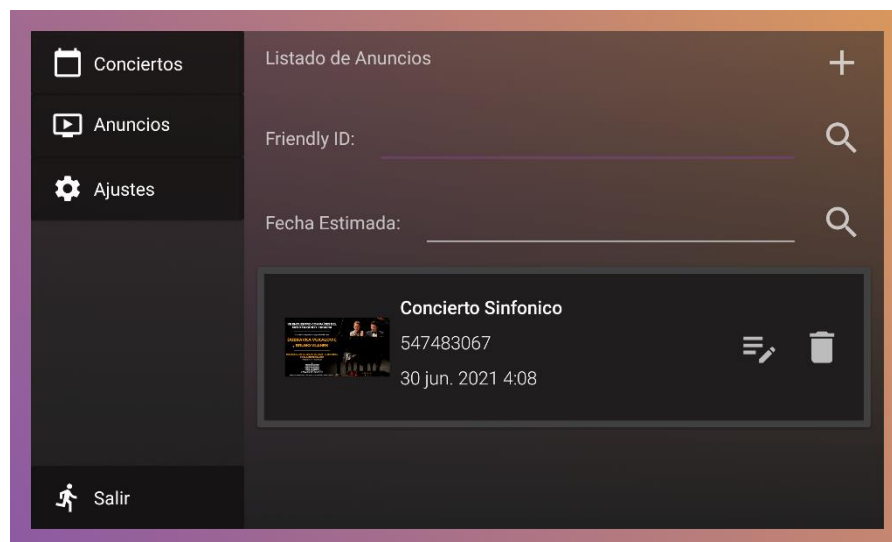 Conciertos
Anuncios
Ajustes
Salir
Listado de Anuncios
Friendly ID:
Fecha Estimada:
Concierto Sinfonico
547483067
30 jun. 2021 4:08